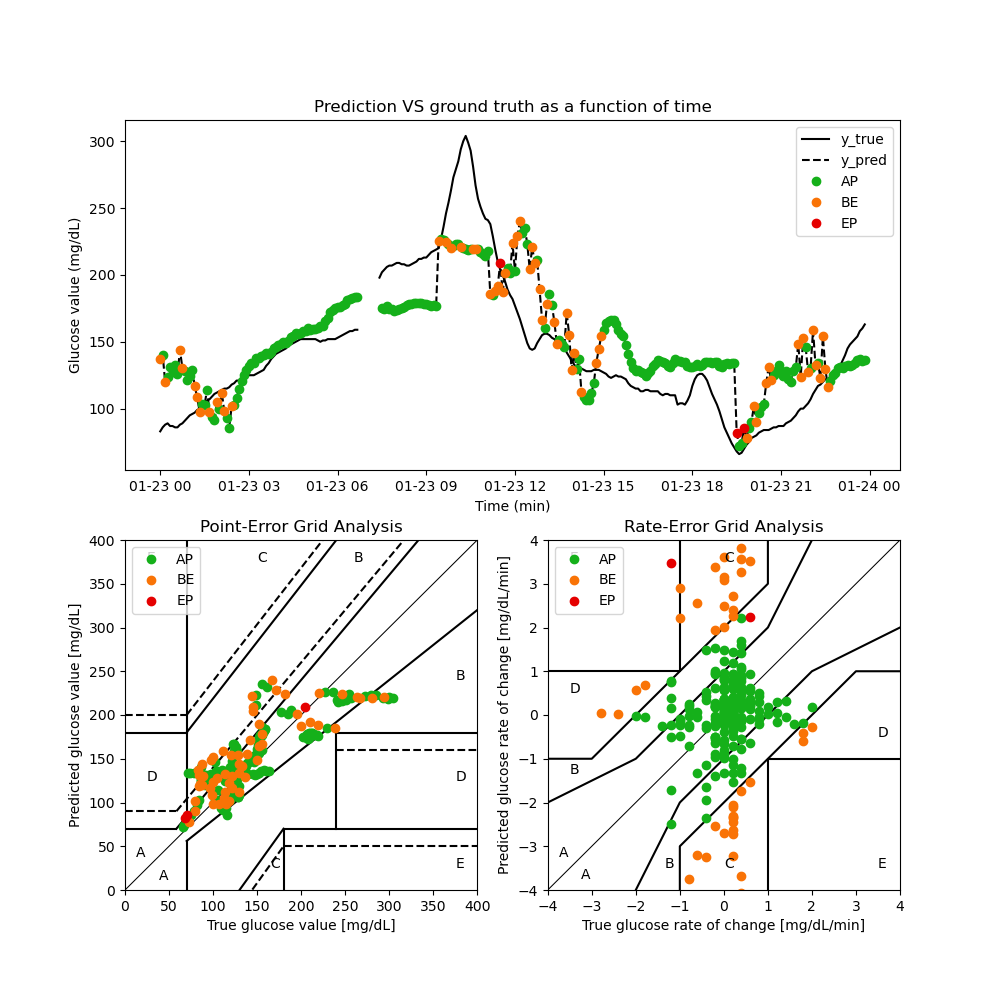 Prediction VS ground truth as a function of time
Glucose value (mg/dL)
300
250
200
150
100
y_true
y_pred
AP
BE
EP
01-23 00 01-23 03 01-23 06 01-23 09 01-23 12 01-23 15 01-23 18 01-23 21 01-24 00
Time (min)
Point-Error Grid Analysis
Predicted glucose value [mg/dL]
400
350
300
250
200
150
100
50
0
AP
BE
EP
C
B
B
D
D
A
A
C
E
0 50 100 150 200 250 300 350 400
True glucose value [mg/dL]
Rate-Error Grid Analysis
Predicted glucose rate of change [mg/dL/min]
4
3
2
1
0
−1
−2
−3
−4
AP
BE
EP
C
D
D
B
A
A
B
C
E
−4 −3 −2 −1 0 1 2 3 4
True glucose rate of change [mg/dL/min]